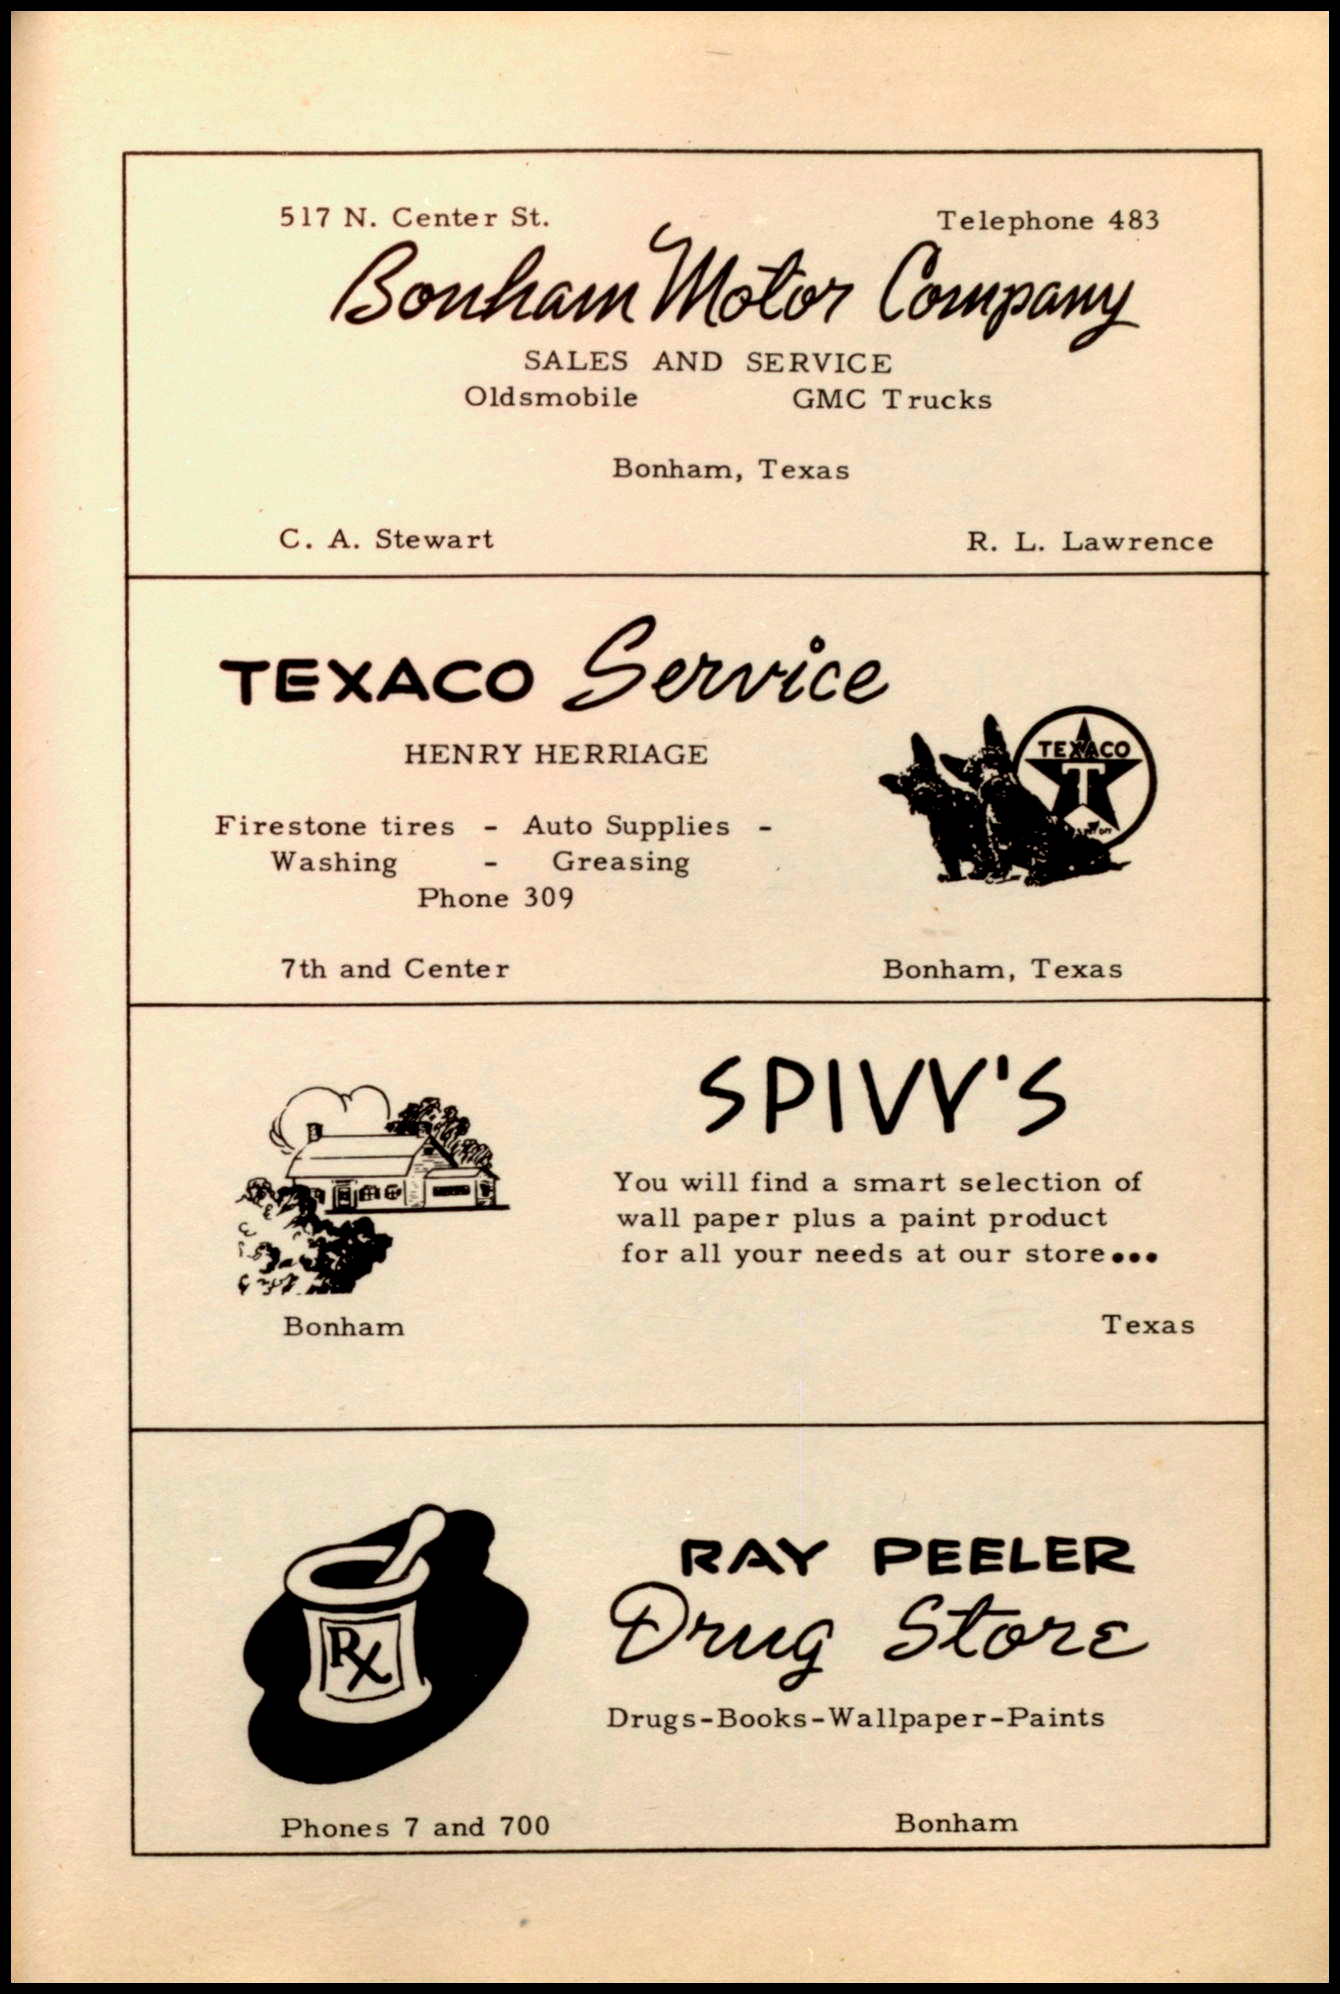 517 N. Center St. Telephone 483
Bonham Motor Company
SALES AND SERVICE
Oldsmobile GMC Trucks
Bonham, Texas
C. A. Stewart R. L. Lawrence
TEXACO Service
HENRY HERRIAGE
TEXACO
T
Firestone tires - Auto Supplies -
Washing - Greasing
Phone 309
7th and Center Bonham, Texas
SPIVY'S
You will find a smart selection of
wall paper plus a paint product
for all your needs at our store...
Bonham Texas
RAY PEELER
Drug Store
Rx
Drugs-Books-Wallpaper-Paints
Phones 7 and 700 Bonham